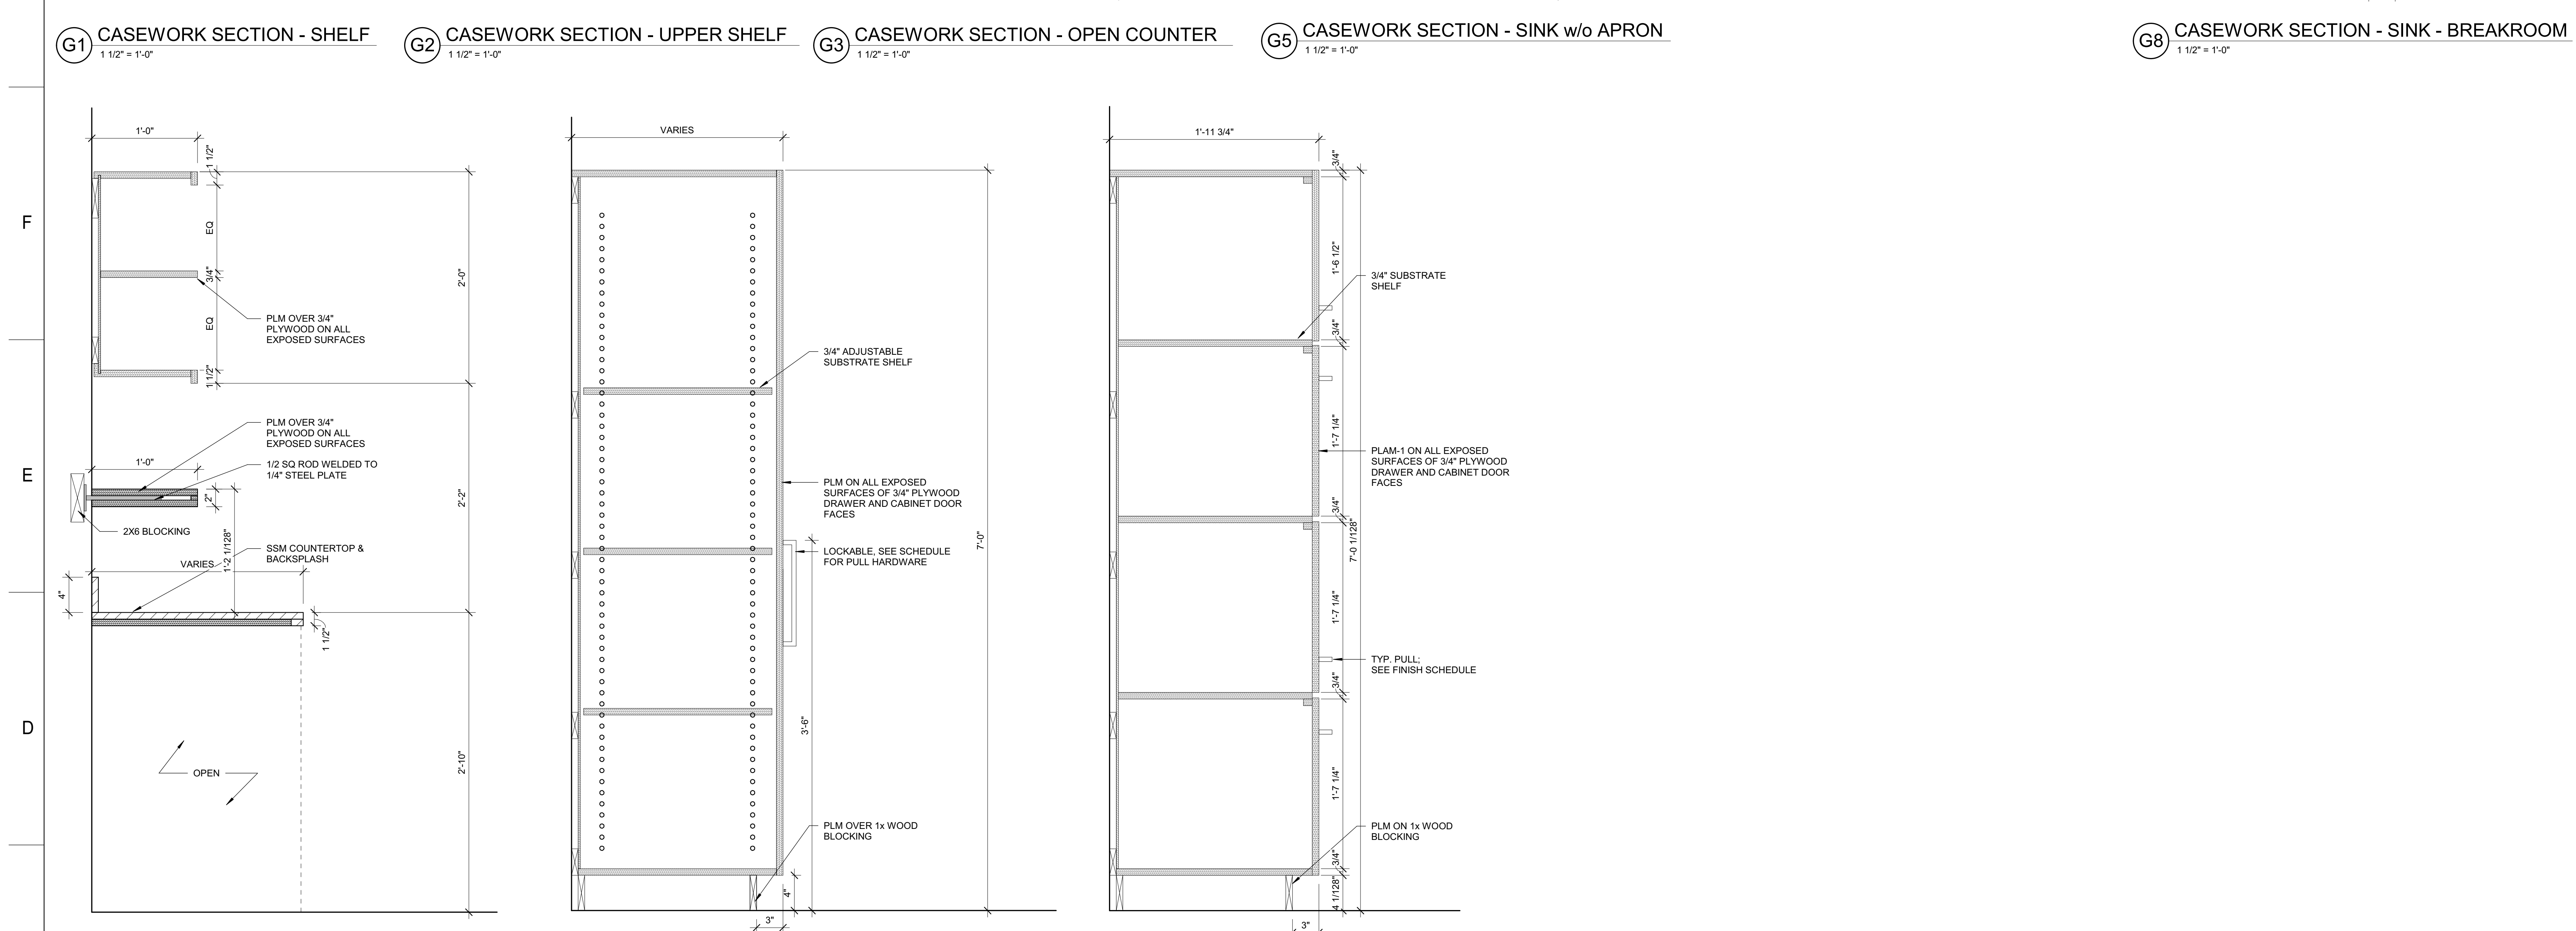 G1 CASEWORK SECTION - SHELF
1 1/2" = 1'-0"
G2 CASEWORK SECTION - UPPER SHELF
1 1/2" = 1'-0"
G3 CASEWORK SECTION - OPEN COUNTER
1 1/2" = 1'-0"
G5 CASEWORK SECTION - SINK w/o APRON
1 1/2" = 1'-0"
G8 CASEWORK SECTION - SINK - BREAKROOM
1 1/2" = 1'-0"
F
E
D
1'-0"
1 1/2"
EQ
3/4"
EQ
1 1/2"
2'-0"
PLM OVER 3/4"
PLYWOOD ON ALL
EXPOSED SURFACES
PLM OVER 3/4"
PLYWOOD ON ALL
EXPOSED SURFACES
1'-0"
1/2 SQ ROD WELDED TO
1/4" STEEL PLATE
2"
2'-2"
2X6 BLOCKING
1'-2 1/128"
SSM COUNTERTOP &
BACKSPLASH
VARIES
4"
1 1/2"
OPEN
2'-10"
VARIES
3/4" ADJUSTABLE
SUBSTRATE SHELF
PLM ON ALL EXPOSED
SURFACES OF 3/4" PLYWOOD
DRAWER AND CABINET DOOR
FACES
LOCKABLE, SEE SCHEDULE
FOR PULL HARDWARE
7'-0"
3'-6"
PLM OVER 1x WOOD
BLOCKING
4"
3"
1'-11 3/4"
3/4"
1'-6 1/2"
3/4" SUBSTRATE
SHELF
3/4"
1'-7 1/4"
PLAM-1 ON ALL EXPOSED
SURFACES OF 3/4" PLYWOOD
DRAWER AND CABINET DOOR
FACES
3/4"
7'-0 1/128"
1'-7 1/4"
TYP. PULL;
SEE FINISH SCHEDULE
3/4"
1'-7 1/4"
PLM ON 1x WOOD
BLOCKING
3/4"
4 1/128"
3"